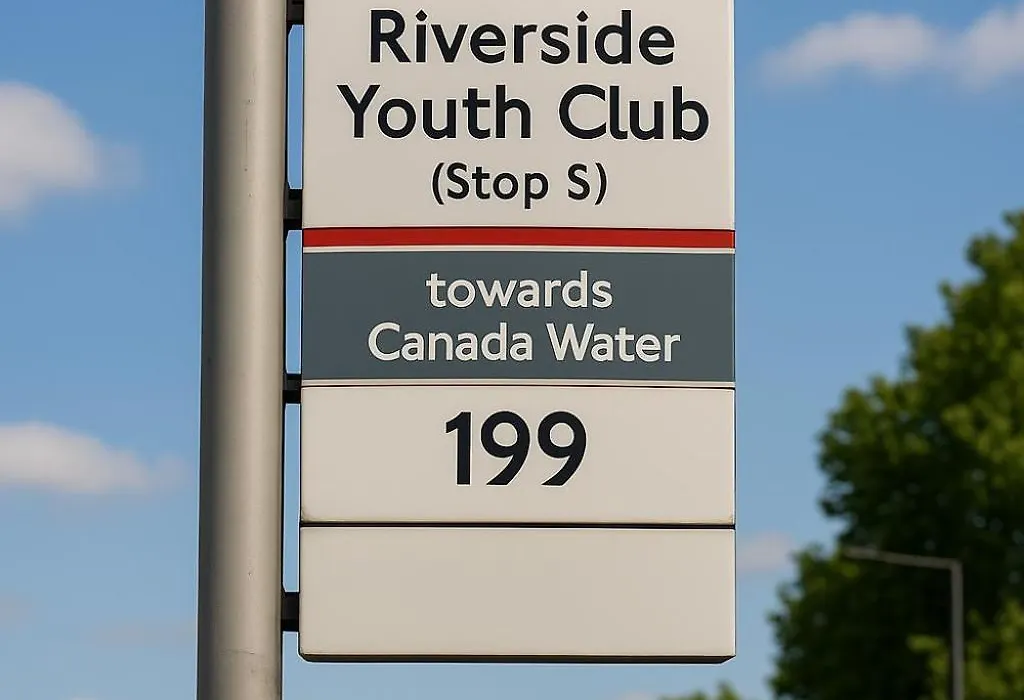 Riverside
Youth Club
(Stop S)
towards
Canada Water
199